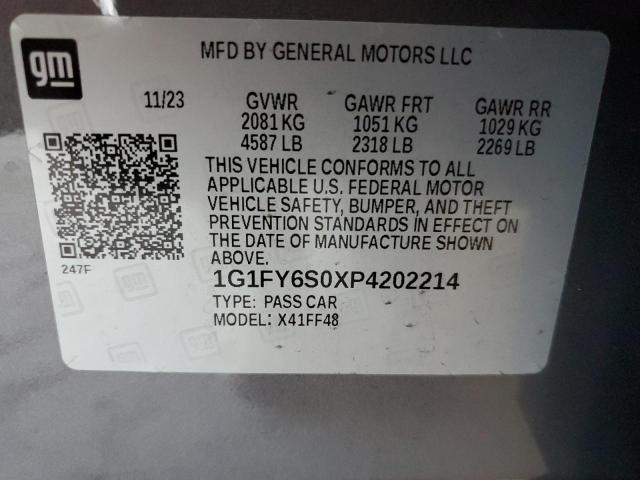 gm
MFD BY GENERAL MOTORS LLC
11/23 GVWR GAWR FRT GAWR RR
2081 KG 1051 KG 1029 KG
4587 LB 2318 LB 2269 LB
THIS VEHICLE CONFORMS TO ALL
APPLICABLE U.S. FEDERAL MOTOR
VEHICLE SAFETY, BUMPER, AND THEFT
PREVENTION STANDARDS IN EFFECT ON
THE DATE OF MANUFACTURE SHOWN
ABOVE.
247F
1G1FY6S0XP4202214
TYPE: PASS CAR
MODEL: X41FF48